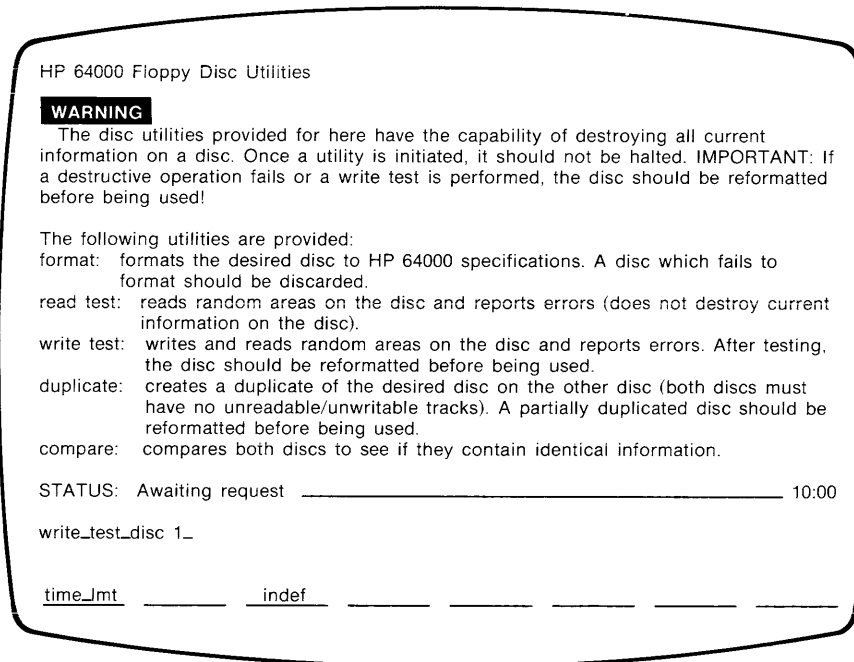 HP 64000 Floppy Disc Utilities
WARNING
The disc utilities provided for here have the capability of destroying all current
information on a disc. Once a utility is initiated, it should not be halted. IMPORTANT: If
a destructive operation fails or a write test is performed, the disc should be reformatted
before being used!
The following utilities are provided:
format: formats the desired disc to HP 64000 specifications. A disc which fails to
format should be discarded.
read test: reads random areas on the disc and reports errors (does not destroy current
information on the disc).
write test: writes and reads random areas on the disc and reports errors. After testing,
the disc should be reformatted before being used.
duplicate: creates a duplicate of the desired disc on the other disc (both discs must
have no unreadable/unwritable tracks). A partially duplicated disc should be
reformatted before being used.
compare: compares both discs to see if they contain identical information.
STATUS: Awaiting request 10:00
write_test_disc 1_
time_lmt indef